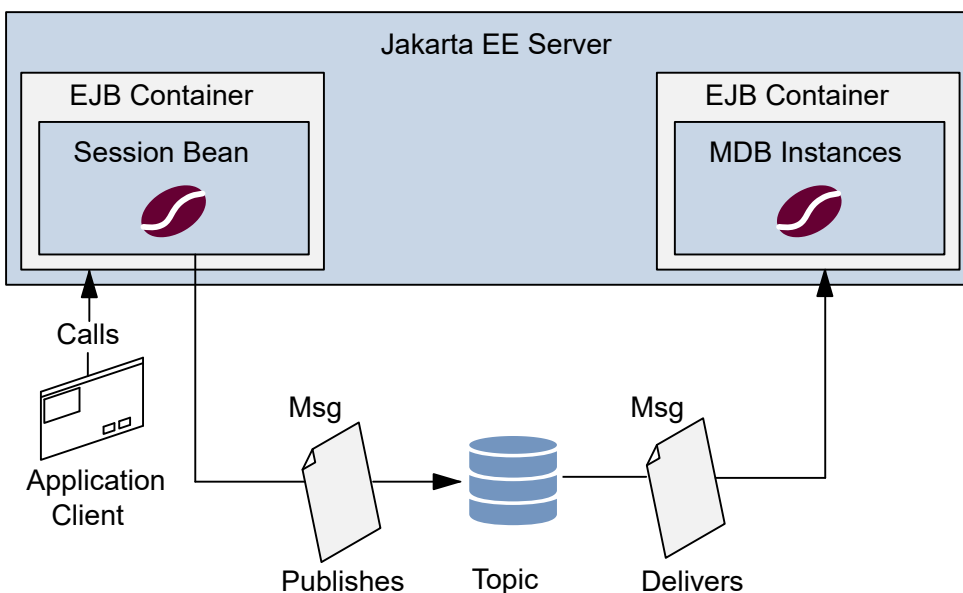 Jakarta EE Server
EJB Container
Session Bean
EJB Container
MDB Instances
Calls
Application
Client
Msg
Publishes
Topic
Msg
Delivers